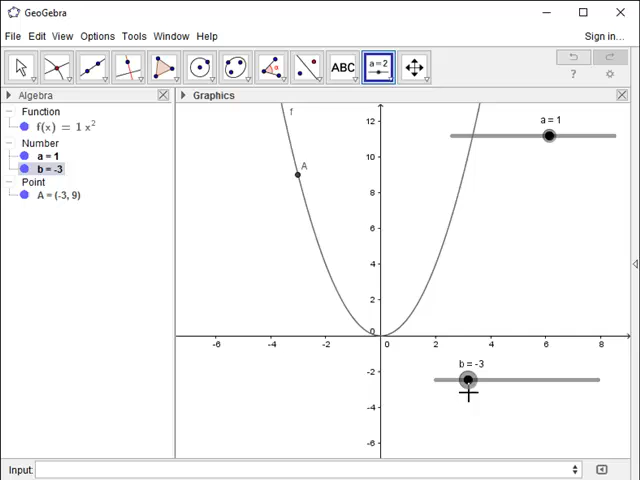 GeoGebra
File Edit View Options Tools Window Help
Sign in...
ABC
a = 2
?
Algebra
Graphics
Function
f(x) = 1 x²
Number
a = 1
b = -3
Point
A = (-3, 9)
f
A
a = 1
12
10
8
6
4
2
0
-6 -4 -2 0 2 4 6 8
b = -3
-2
-4
-6
Input: